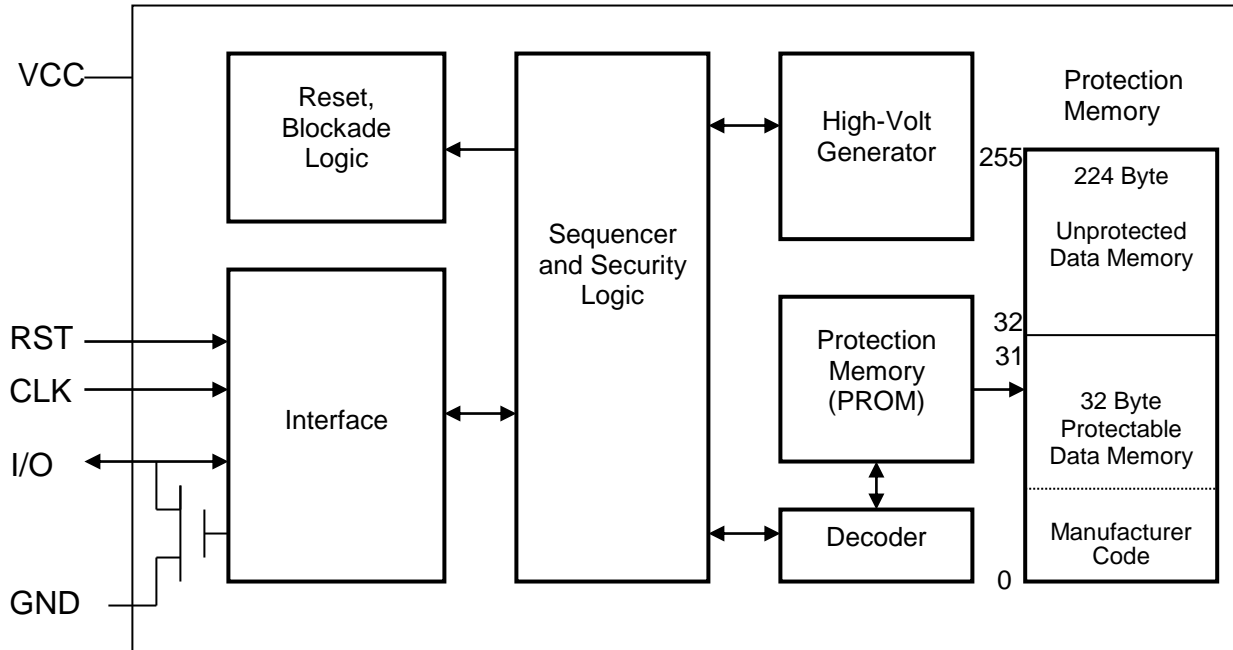 VCC
RST
CLK
I/O
GND
Reset,
Blockade
Logic
Interface
Sequencer
and Security
Logic
High-Volt
Generator
Protection
Memory
(PROM)
Decoder
Protection
Memory
255
224 Byte
Unprotected
Data Memory
32
31
32 Byte
Protectable
Data Memory
Manufacturer
Code
0